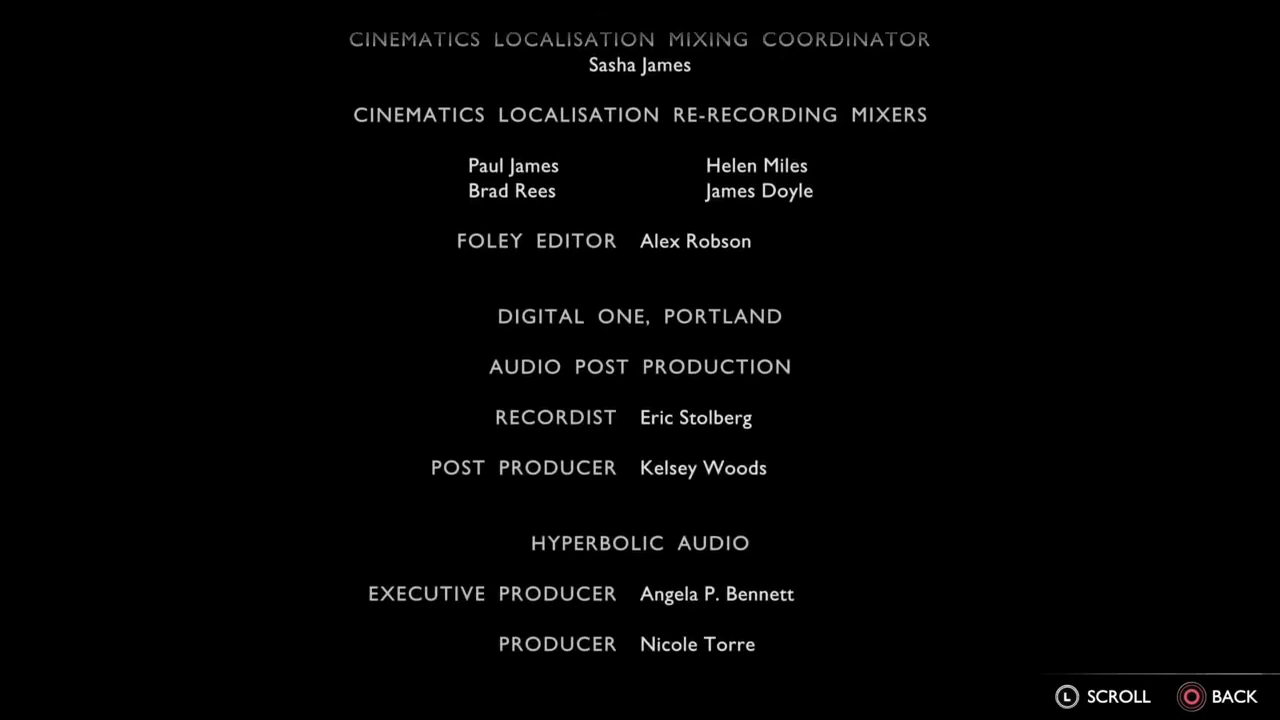 CINEMATICS LOCALISATION MIXING COORDINATOR
Sasha James
CINEMATICS LOCALISATION RE-RECORDING MIXERS
Paul James Helen Miles
Brad Rees James Doyle
FOLEY EDITOR Alex Robson
DIGITAL ONE, PORTLAND
AUDIO POST PRODUCTION
RECORDIST Eric Stolberg
POST PRODUCER Kelsey Woods
HYPERBOLIC AUDIO
EXECUTIVE PRODUCER Angela P. Bennett
PRODUCER Nicole Torre
L SCROLL BACK